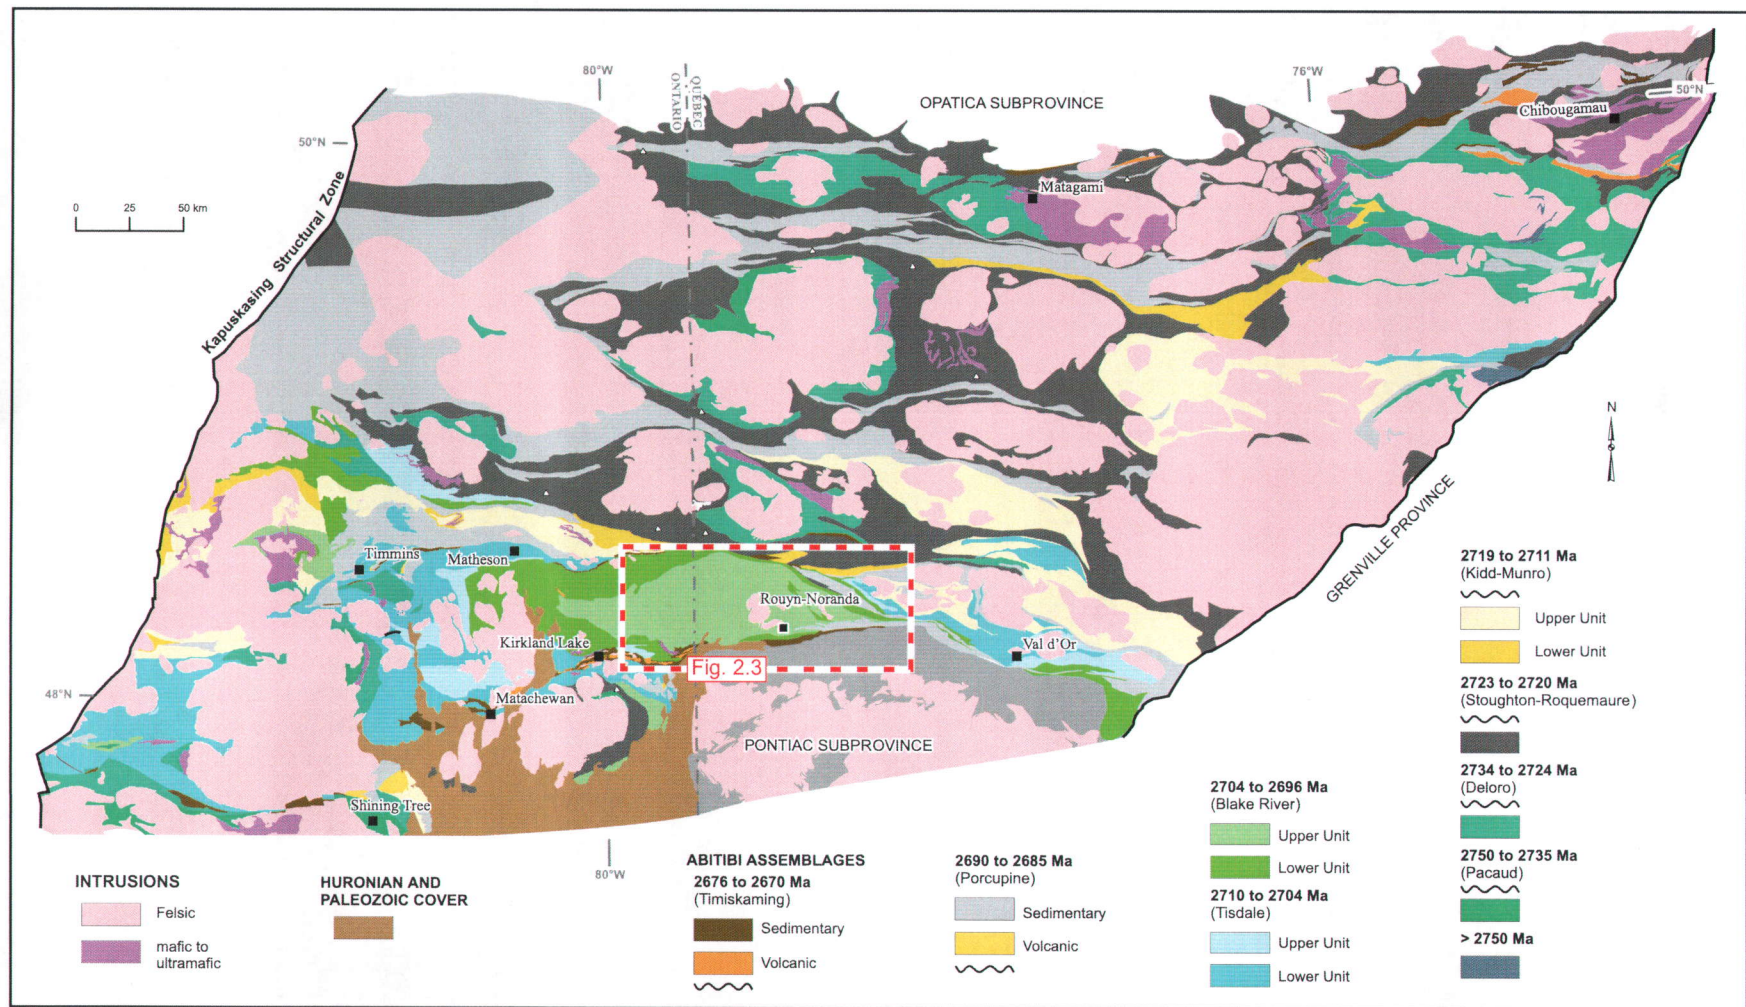 80°W
QUEBEC
ONTARIO
OPATICA SUBPROVINCE
76°W
50°N
Chibougamau
50°N
Matagami
Kapuskasing Structural Zone
0 25 50 km
N
Timmins
Matheson
Rouyn-Noranda
Kirkland Lake
Val d'Or
Fig. 2.3
48°N
Matachewan
PONTIAC SUBPROVINCE
GRENVILLE PROVINCE
Shining Tree
80°W
INTRUSIONS
Felsic
mafic to
ultramafic
HURONIAN AND
PALEOZOIC COVER
ABITIBI ASSEMBLAGES
2676 to 2670 Ma
(Timiskaming)
Sedimentary
Volcanic
2690 to 2685 Ma
(Porcupine)
Sedimentary
Volcanic
2704 to 2696 Ma
(Blake River)
Upper Unit
Lower Unit
2710 to 2704 Ma
(Tisdale)
Upper Unit
Lower Unit
2719 to 2711 Ma
(Kidd-Munro)
Upper Unit
Lower Unit
2723 to 2720 Ma
(Stoughton-Roquemaure)
2734 to 2724 Ma
(Deloro)
2750 to 2735 Ma
(Pacaud)
> 2750 Ma